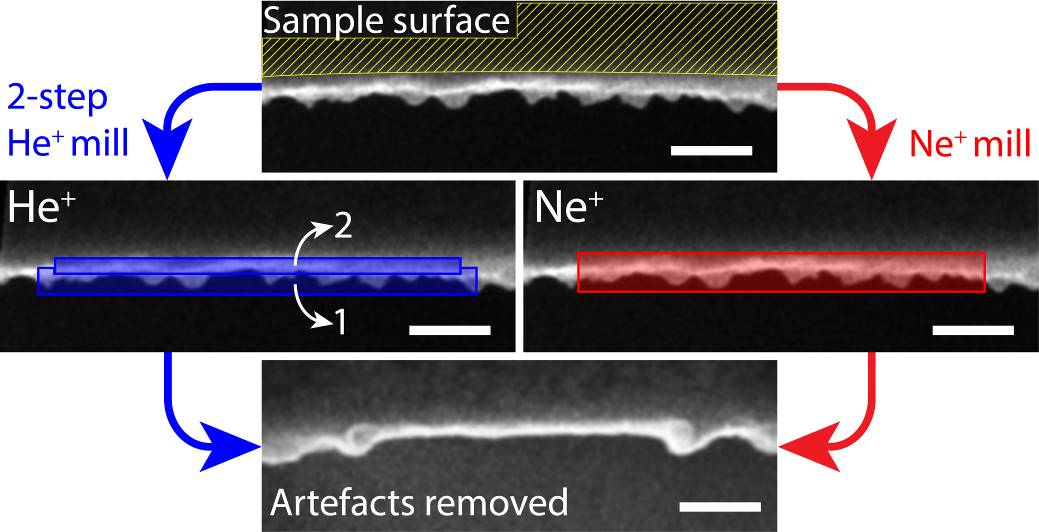 Sample surface
2-step
He⁺ mill
Ne⁺ mill
He⁺
2
1
Ne⁺
Artefacts removed